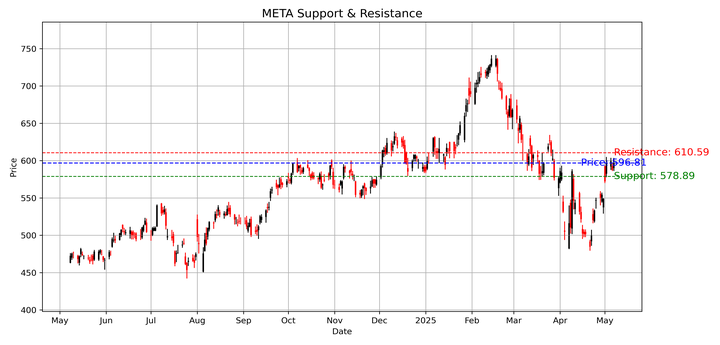 META Support & Resistance
Price
750
700
650
600
550
500
450
400
Resistance: 610.59
Price: 596.81
Support: 578.89
May Jun Jul Aug Sep Oct Nov Dec 2025 Feb Mar Apr May
Date